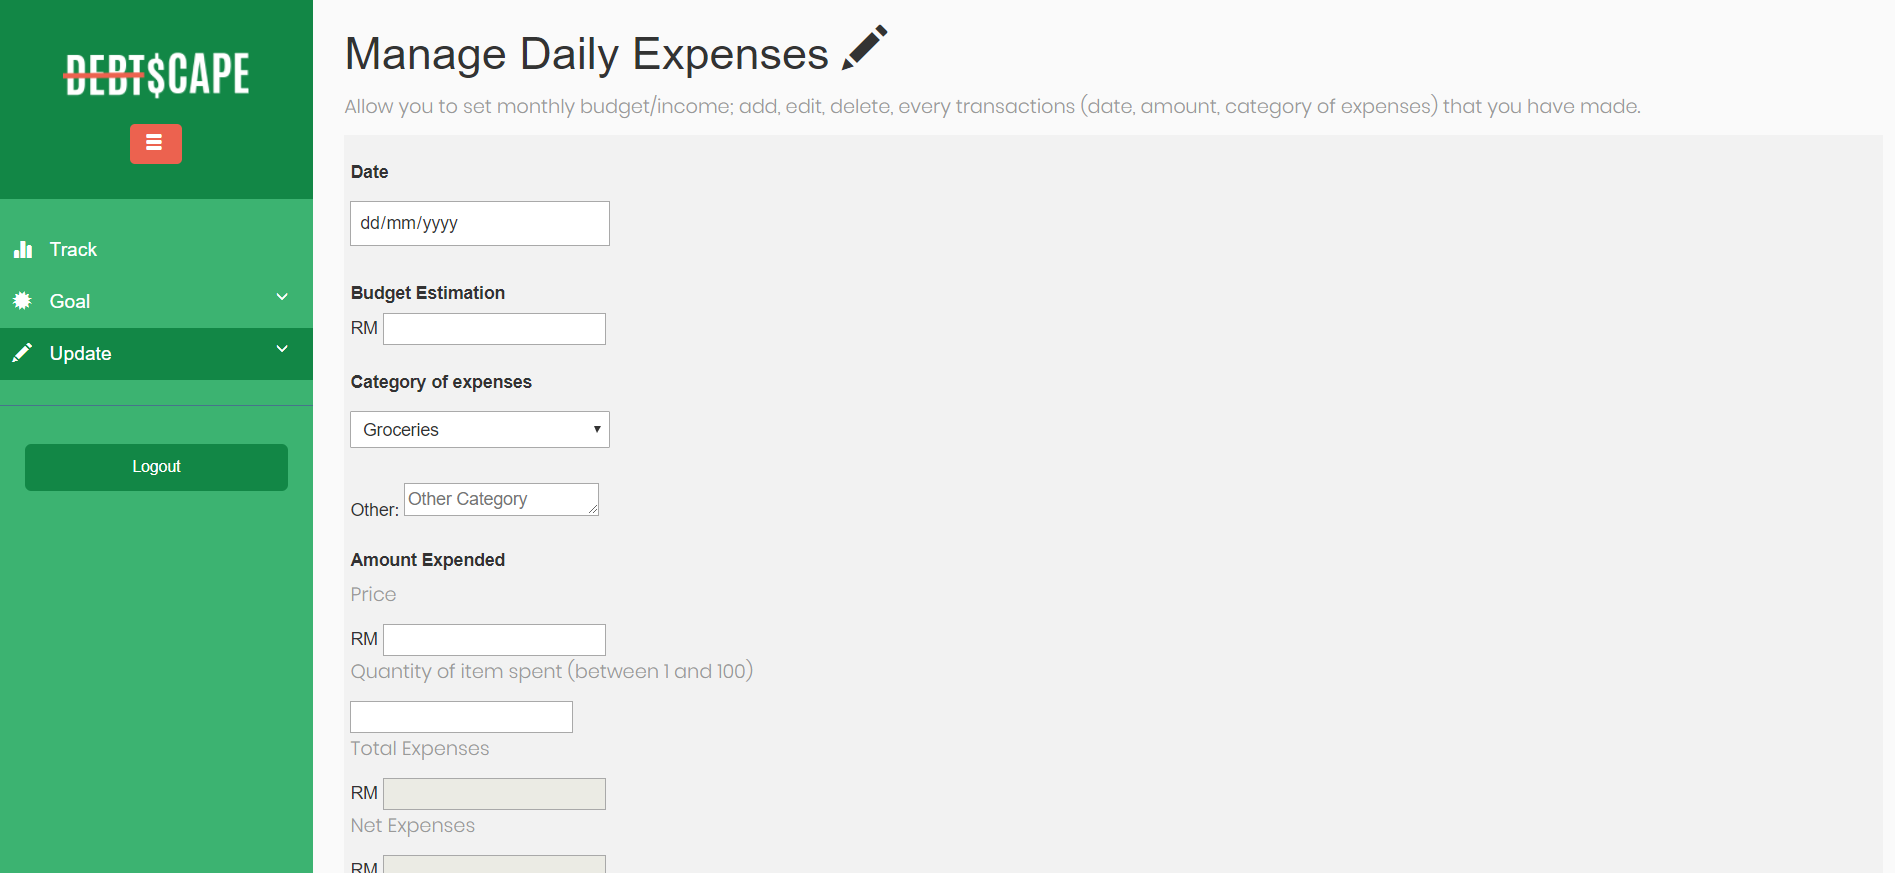 DEBT$CAPE
Track
Goal
Update
Logout
Manage Daily Expenses
Allow you to set monthly budget/income; add, edit, delete, every transactions (date, amount, category of expenses) that you have made.
Date
dd/mm/yyyy
Budget Estimation
RM
Category of expenses
Groceries
Other: Other Category
Amount Expended
Price
RM
Quantity of item spent (between 1 and 100)
Total Expenses
RM
Net Expenses
RM